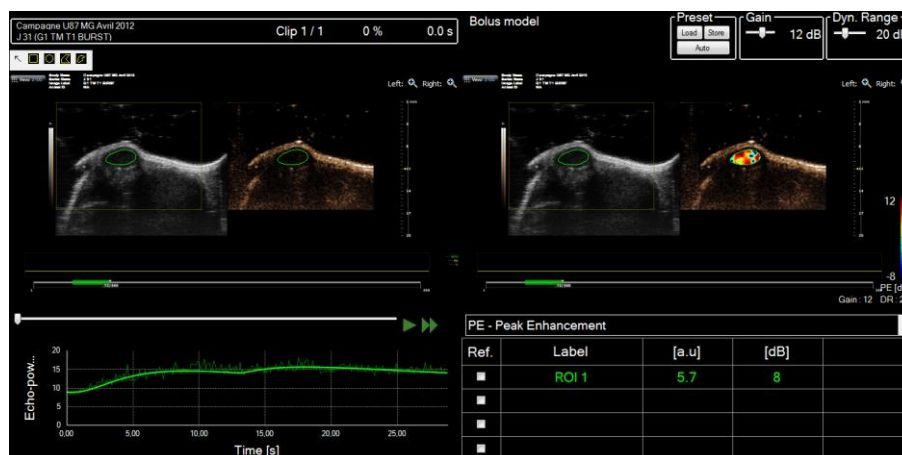 Campagne U87 MG Avril 2012
J 31 (G1 TM T1 BURST)
Clip 1 / 1
0 %
0.0 s
Bolus model
Preset
Load
Store
Auto
Gain
12 dB
Dyn. Range
20 dB
Left:
Right:
Left:
Right:
12
-8
PE [d
Gain : 12 DR : 2
Echo-pow...
20
15
10
5
0
0,00
5,00
10,00
15,00
20,00
25,00
Time [s]
PE - Peak Enhancement
Ref.
Label
[a.u]
[dB]
ROI 1
5.7
8